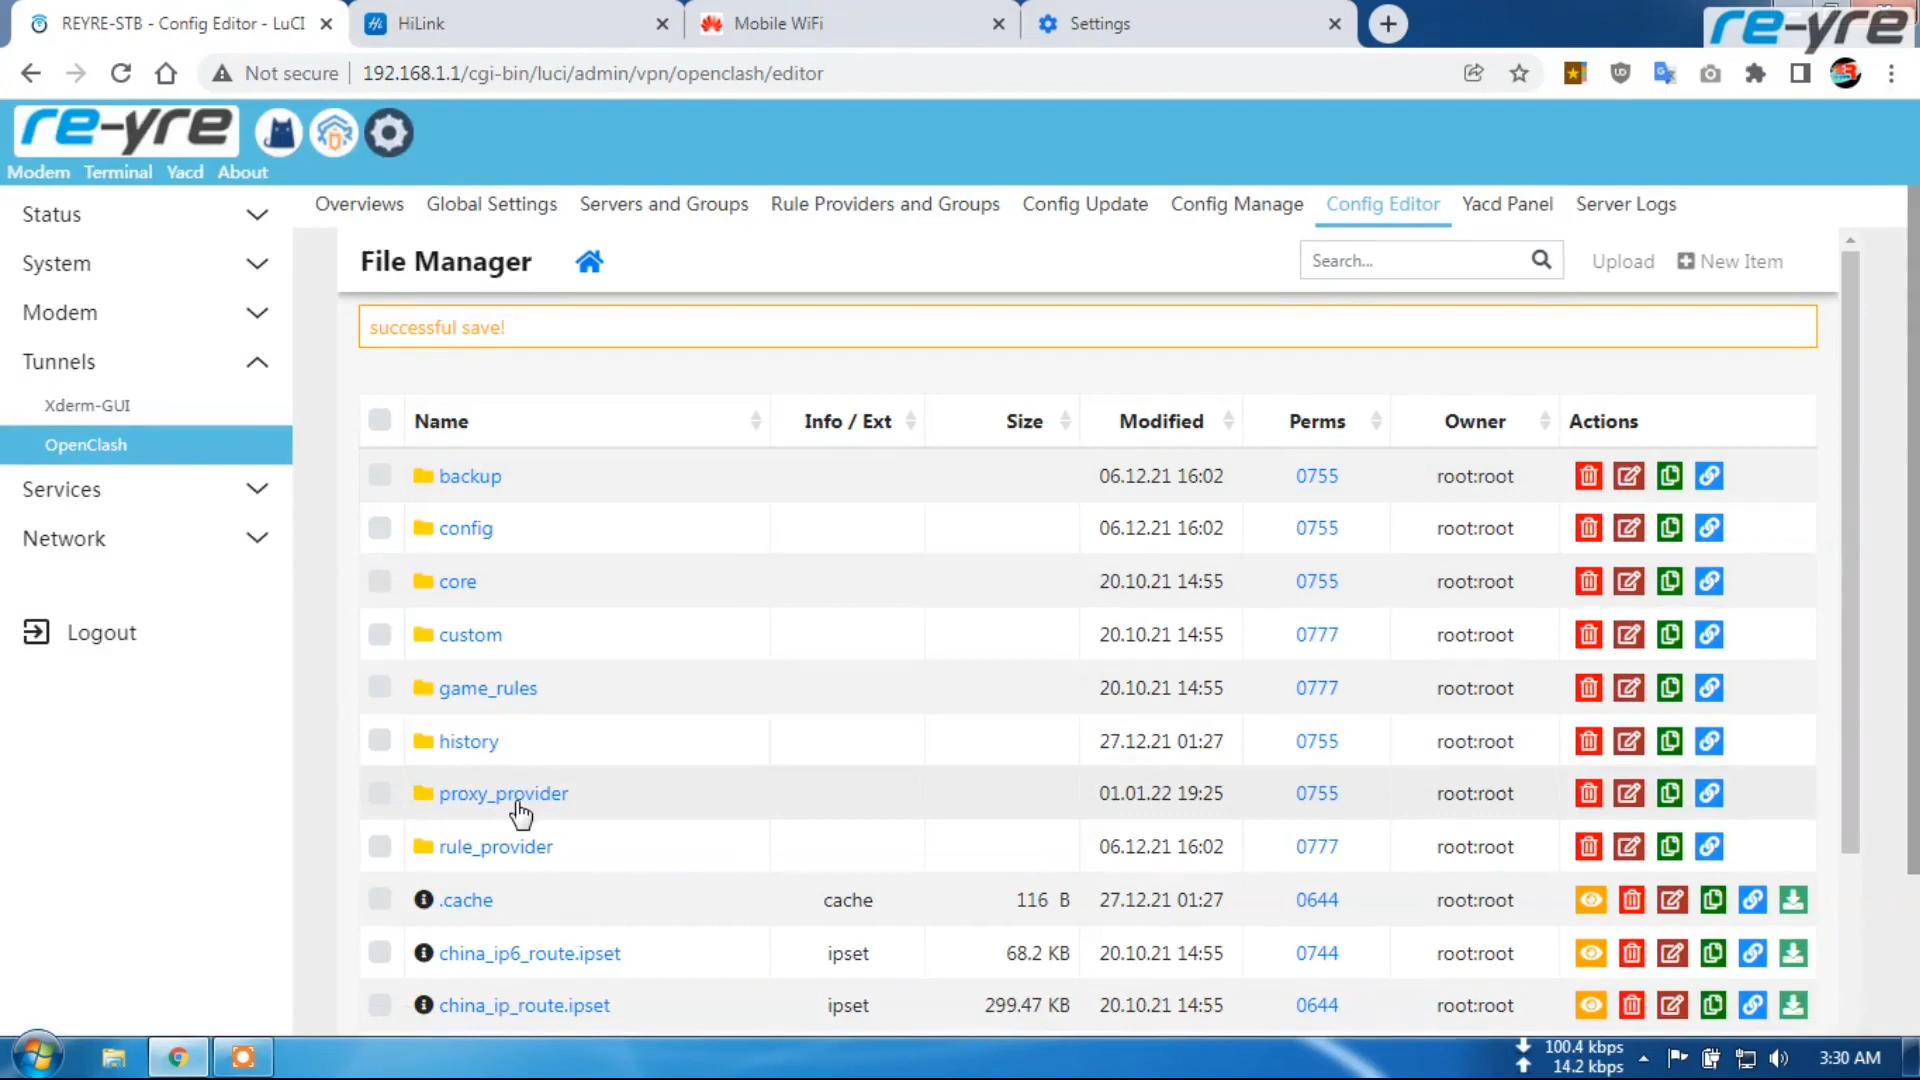 REYRE-STB - Config Editor - LuCI
HiLink
Mobile WiFi
Settings
re-yre
Not secure
192.168.1.1/cgi-bin/luci/admin/vpn/openclash/editor
re-yre
Modem Terminal Yacd About
Status
System
Modem
Tunnels
Xderm-GUI
OpenClash
Services
Network
Logout
Overviews Global Settings Servers and Groups Rule Providers and Groups Config Update Config Manage Config Editor Yacd Panel Server Logs
File Manager
Search...
Upload
New Item
successful save!
Name Info / Ext Size Modified Perms Owner Actions
backup 06.12.21 16:02 0755 root:root
config 06.12.21 16:02 0755 root:root
core 20.10.21 14:55 0755 root:root
custom 20.10.21 14:55 0777 root:root
game_rules 20.10.21 14:55 0777 root:root
history 27.12.21 01:27 0755 root:root
proxy_provider 01.01.22 19:25 0755 root:root
rule_provider 06.12.21 16:02 0777 root:root
.cache cache 116 B 27.12.21 01:27 0644 root:root
china_ip6_route.ipset ipset 68.2 KB 20.10.21 14:55 0744 root:root
china_ip_route.ipset ipset 299.47 KB 20.10.21 14:55 0644 root:root
100.4 kbps
14.2 kbps
3:30 AM